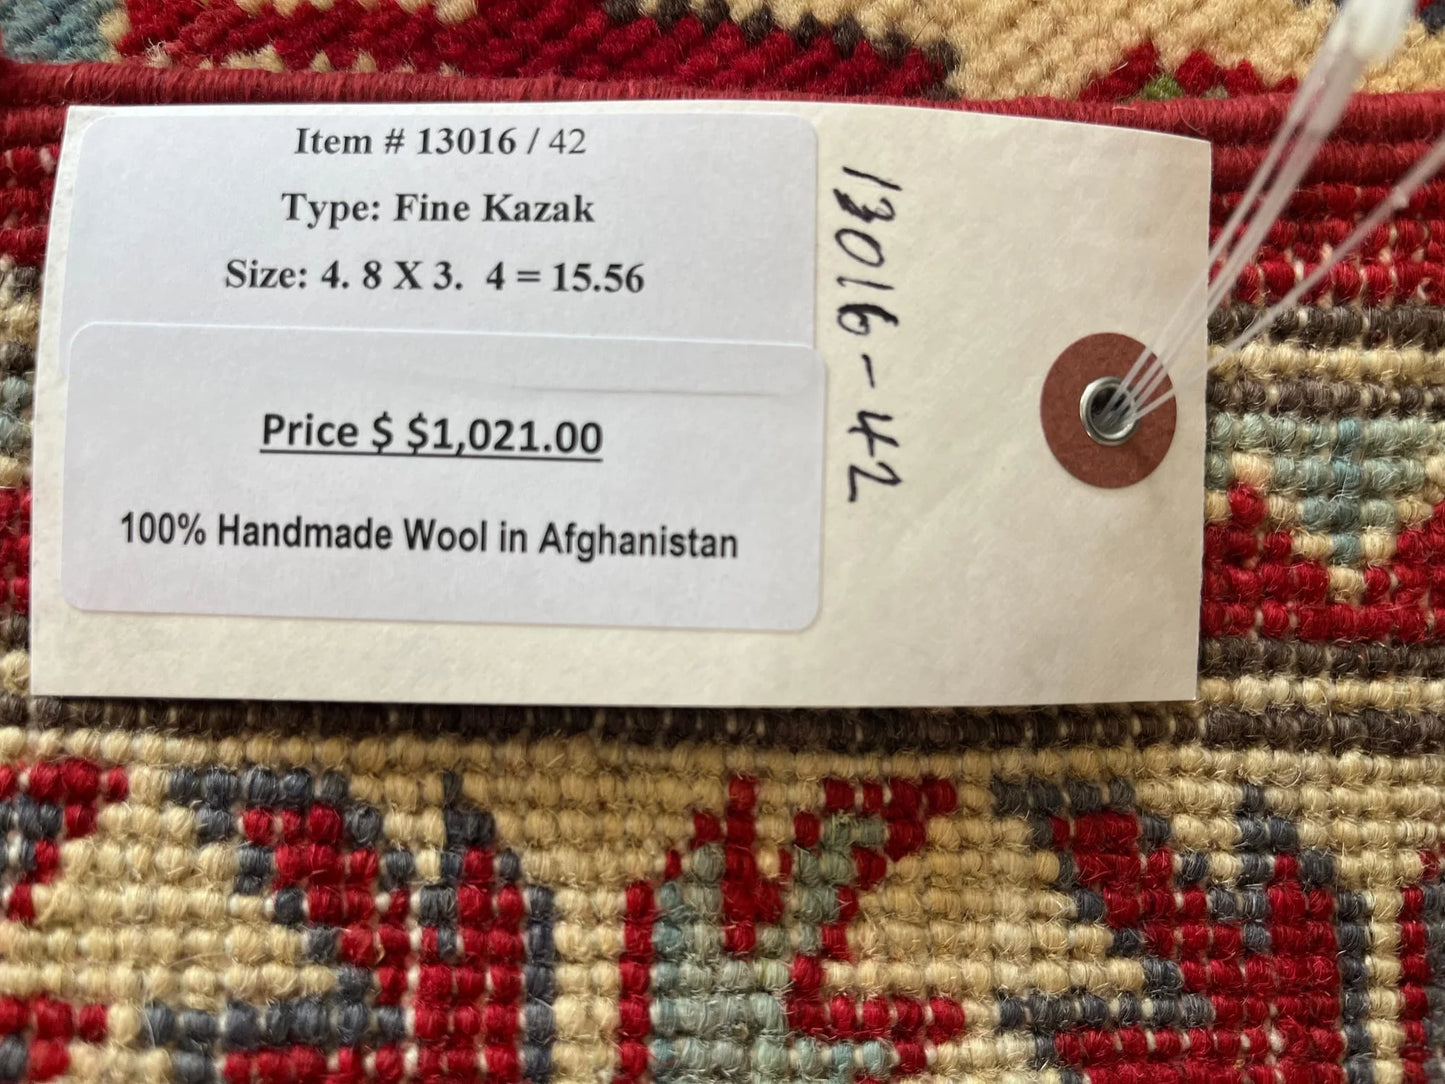 Item # 13016 / 42
Type: Fine Kazak
Size: 4. 8 X 3.  4 = 15.56
Price $ $1,021.00
100% Handmade Wool in Afghanistan
13016-42